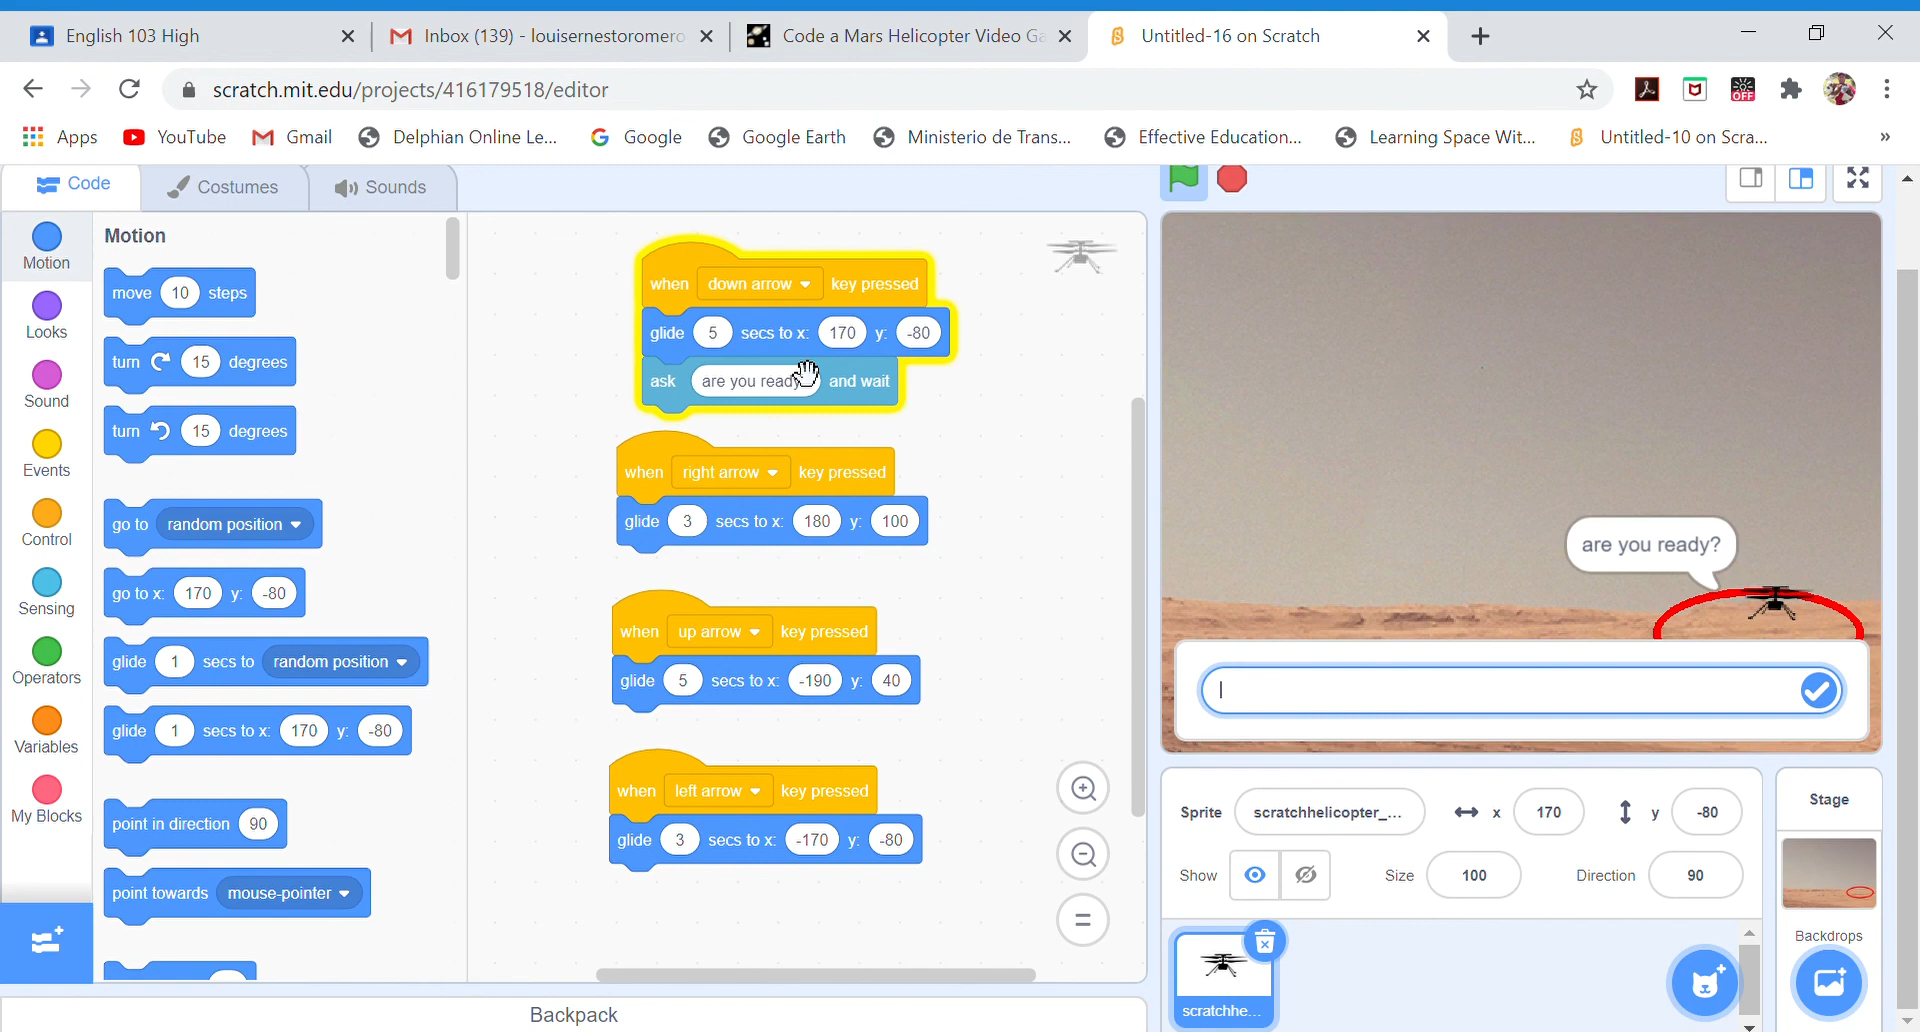 English 103 High
Inbox (139) - louisernestoromero
Code a Mars Helicopter Video Ga
Untitled-16 on Scratch
scratch.mit.edu/projects/416179518/editor
OFF
Apps
YouTube
Gmail
Delphian Online Le...
Google
Google Earth
Ministerio de Trans...
Effective Education...
Learning Space Wit...
Untitled-10 on Scra...
»
Code
Costumes
Sounds
Motion
Looks
Sound
Events
Control
Sensing
Operators
Variables
My Blocks
Motion
move 10 steps
turn 15 degrees
turn 15 degrees
go to random position
go to x: 170 y: -80
glide 1 secs to random position
glide 1 secs to x: 170 y: -80
point in direction 90
point towards mouse-pointer
when down arrow key pressed
glide 5 secs to x: 170 y: -80
ask are you ready and wait
when right arrow key pressed
glide 3 secs to x: 180 y: 100
when up arrow key pressed
glide 5 secs to x: -190 y: 40
when left arrow key pressed
glide 3 secs to x: -170 y: -80
Backpack
are you ready?
Sprite scratchhelicopter_... x 170 y -80
Show Size 100 Direction 90
scratchhe...
Stage
Backdrops